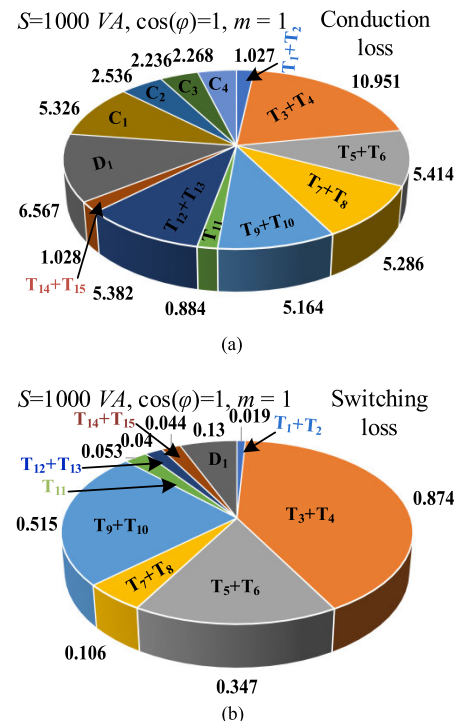 S=1000 VA, cos(φ)=1, m = 1
Conduction
loss
2.236
2.268
1.027
T1+T2
2.536
10.951
C2
C3
C4
5.326
C1
T3+T4
D1
T5+T6
5.414
T12+T13
T11
T9+T10
T7+T8
6.567
1.028
T14+T15
5.382
0.884
5.164
5.286
(a)
S=1000 VA, cos(φ)=1, m = 1
Switching
loss
T14+T15
0.044
0.13
0.019
T1+T2
0.04
0.053
T12+T13
T11
D1
0.874
0.515
T9+T10
T3+T4
T7+T8
T5+T6
0.106
0.347
(b)